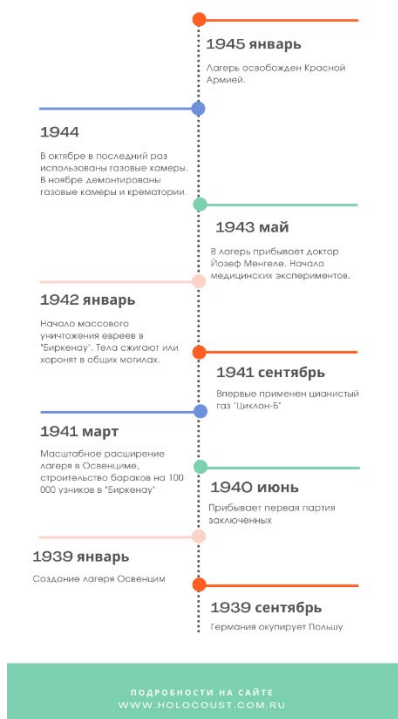 1945 январь
Лагерь освобожден Красной
Армией.
1944
В октябре в последний раз
использованы газовые камеры.
В ноябре демонтированы
газовые камеры и крематории.
1943 май
В лагерь прибывает доктор
Йозеф Менгеле. Начало
медицинских экспериментов.
1942 январь
Начало массового
уничтожения евреев в
"Биркенау". Тела сжигают или
хоронят в общих могилах.
1941 сентябрь
Впервые применен цианистый
газ "Циклон-Б"
1941 март
Масштабное расширение
лагеря в Освенциме,
строительство бараков на 100
000 узников в "Биркенау"
1940 июнь
Прибывает первая партия
заключенных
1939 январь
Создание лагеря Освенцим
1939 сентябрь
Германия окупирует Польшу
ПОДРОБНОСТИ НА САЙТЕ
WWW.HOLOCOUST.COM.RU